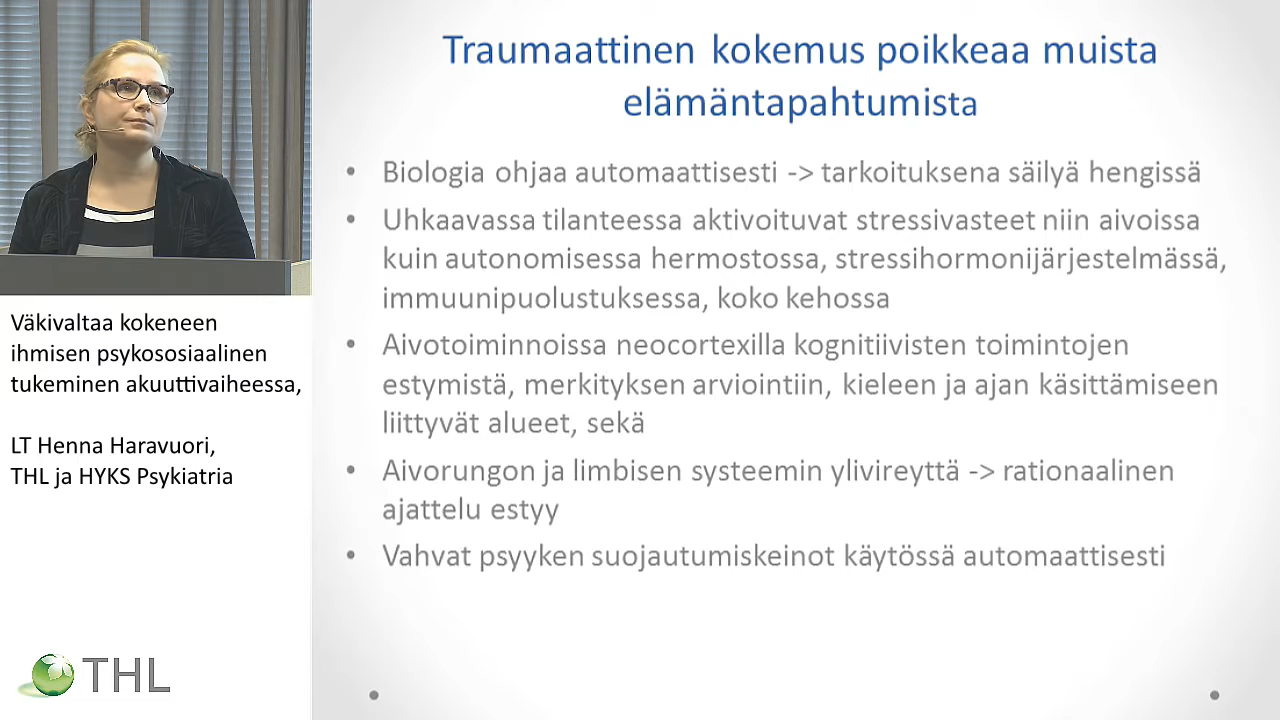 Traumaattinen kokemus poikkeaa muista
elämäntapahtumista
• Biologia ohjaa automaattisesti -> tarkoituksena säilyä hengissä
• Uhkaavassa tilanteessa aktivoituvat stressivasteet niin aivoissa
kuin autonomisessa hermostossa, stressihormonijärjestelmässä,
immuunipuolustuksessa, koko kehossa
• Aivotoiminnoissa neocortexilla kognitiivisten toimintojen
estymistä, merkityksen arviointiin, kieleen ja ajan käsittämiseen
liittyvät alueet, sekä
• Aivorungon ja limbisen systeemin ylivireyttä -> rationaalinen
ajattelu estyy
• Vahvat psyyken suojautumiskeinot käytössä automaattisesti
Väkivaltaa kokeneen
ihmisen psykososiaalinen
tukeminen akuuttivaiheessa,
LT Henna Haravuori,
THL ja HYKS Psykiatria
THL